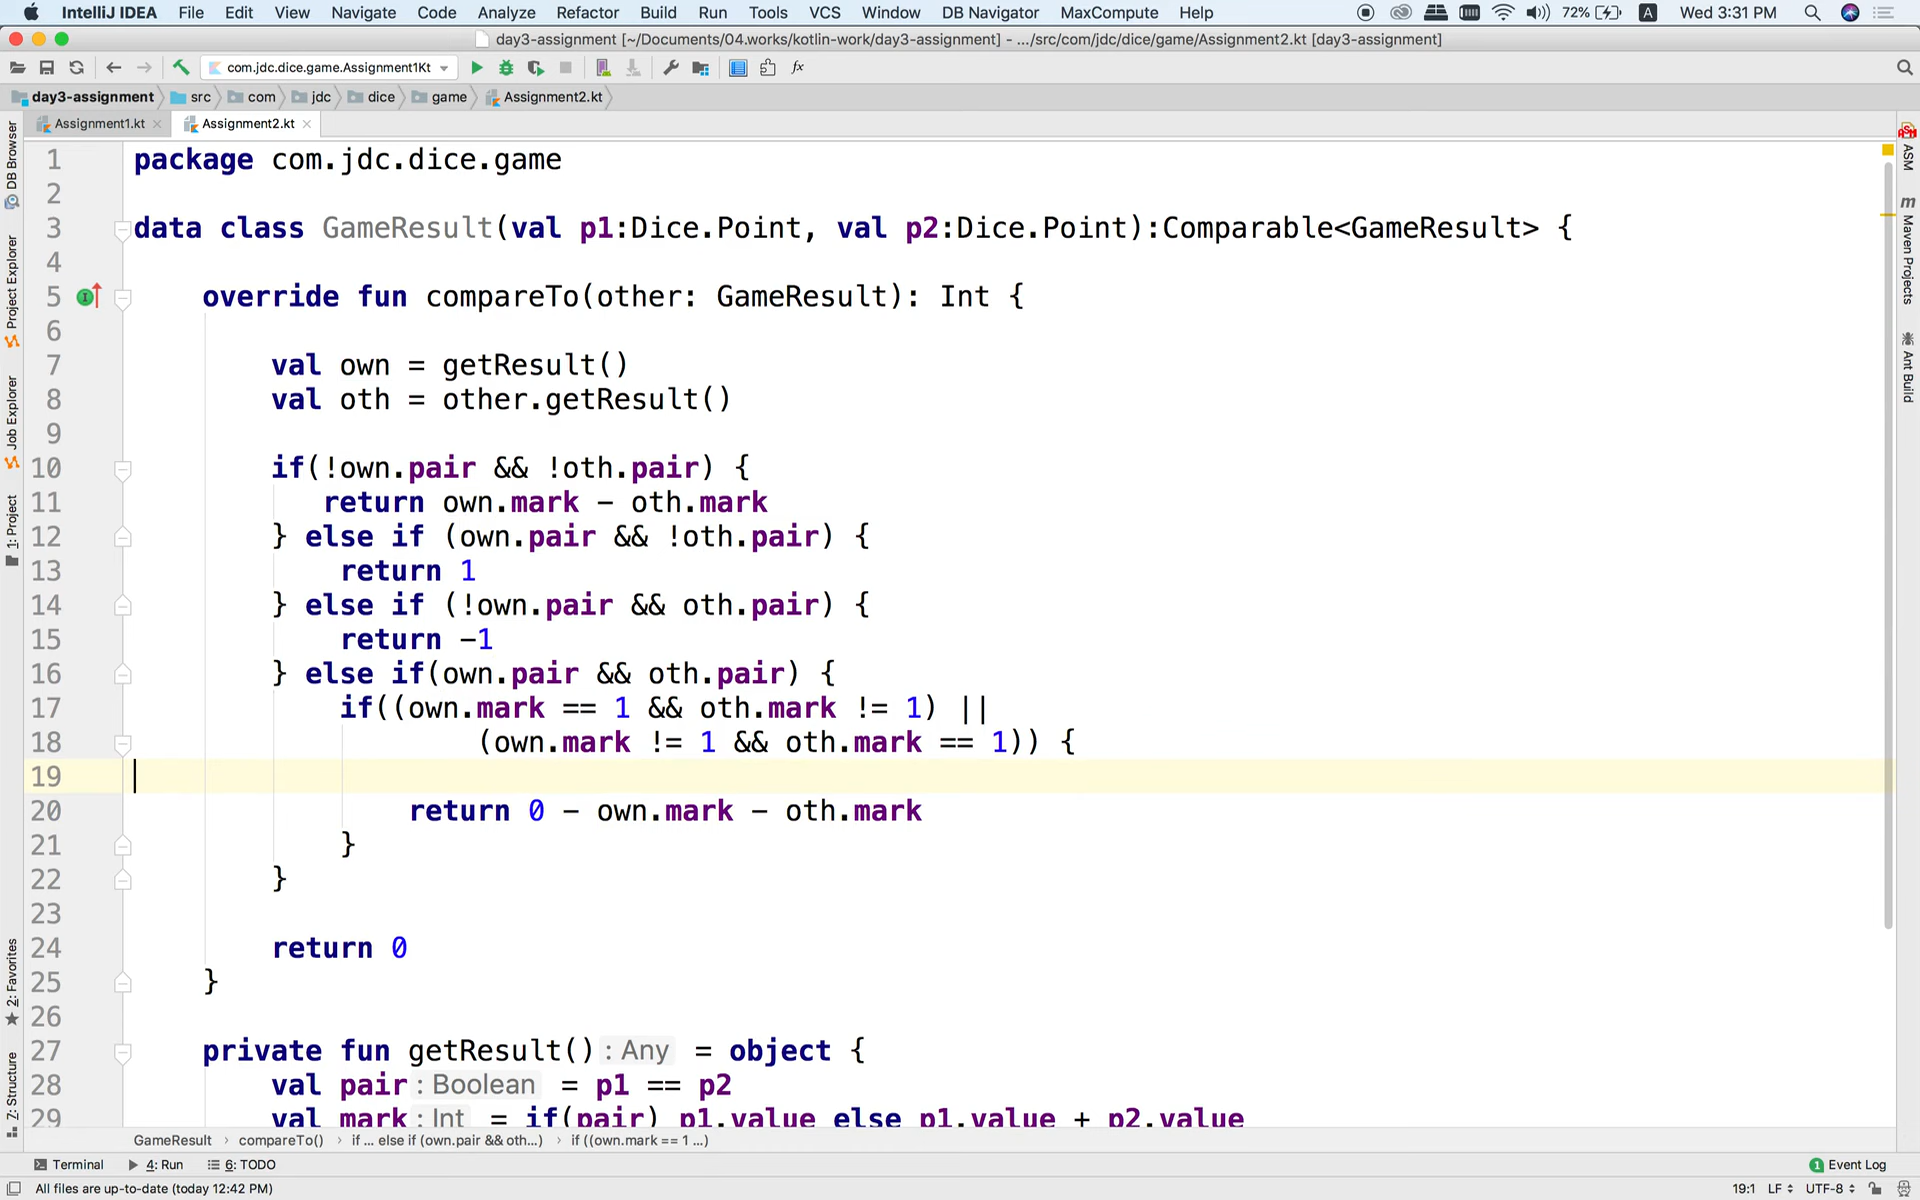 IntelliJ IDEA File Edit View Navigate Code Analyze Refactor Build Run Tools VCS Window DB Navigator MaxCompute Help 72% A Wed 3:31 PM
day3-assignment [~/Documents/04.works/kotlin-work/day3-assignment] - .../src/com/jdc/dice/game/Assignment2.kt [day3-assignment]
com.jdc.dice.game.Assignment1Kt
day3-assignment src com jdc dice game Assignment2.kt
Assignment1.kt Assignment2.kt
DB Browser
Project Explorer
Job Explorer
1: Project
2: Favorites
Z: Structure
ASM
Maven Projects
Ant Build
1 package com.jdc.dice.game
2
3 data class GameResult(val p1:Dice.Point, val p2:Dice.Point):Comparable<GameResult> {
4
5 override fun compareTo(other: GameResult): Int {
6
7 val own = getResult()
8 val oth = other.getResult()
9
10 if(!own.pair && !oth.pair) {
11 return own.mark - oth.mark
12 } else if (own.pair && !oth.pair) {
13 return 1
14 } else if (!own.pair && oth.pair) {
15 return -1
16 } else if(own.pair && oth.pair) {
17 if((own.mark == 1 && oth.mark != 1) ||
18 (own.mark != 1 && oth.mark == 1)) {
19
20 return 0 - own.mark - oth.mark
21 }
22 }
23
24 return 0
25 }
26
27 private fun getResult() : Any = object {
28 val pair : Boolean = p1 == p2
29 val mark : Int = if(pair) p1.value else p1.value + p2.value
GameResult › compareTo() › if ... else if (own.pair && oth...) › if ((own.mark == 1 ...)
Terminal 4: Run 6: TODO 1 Event Log
All files are up-to-date (today 12:42 PM) 19:1 LF UTF-8